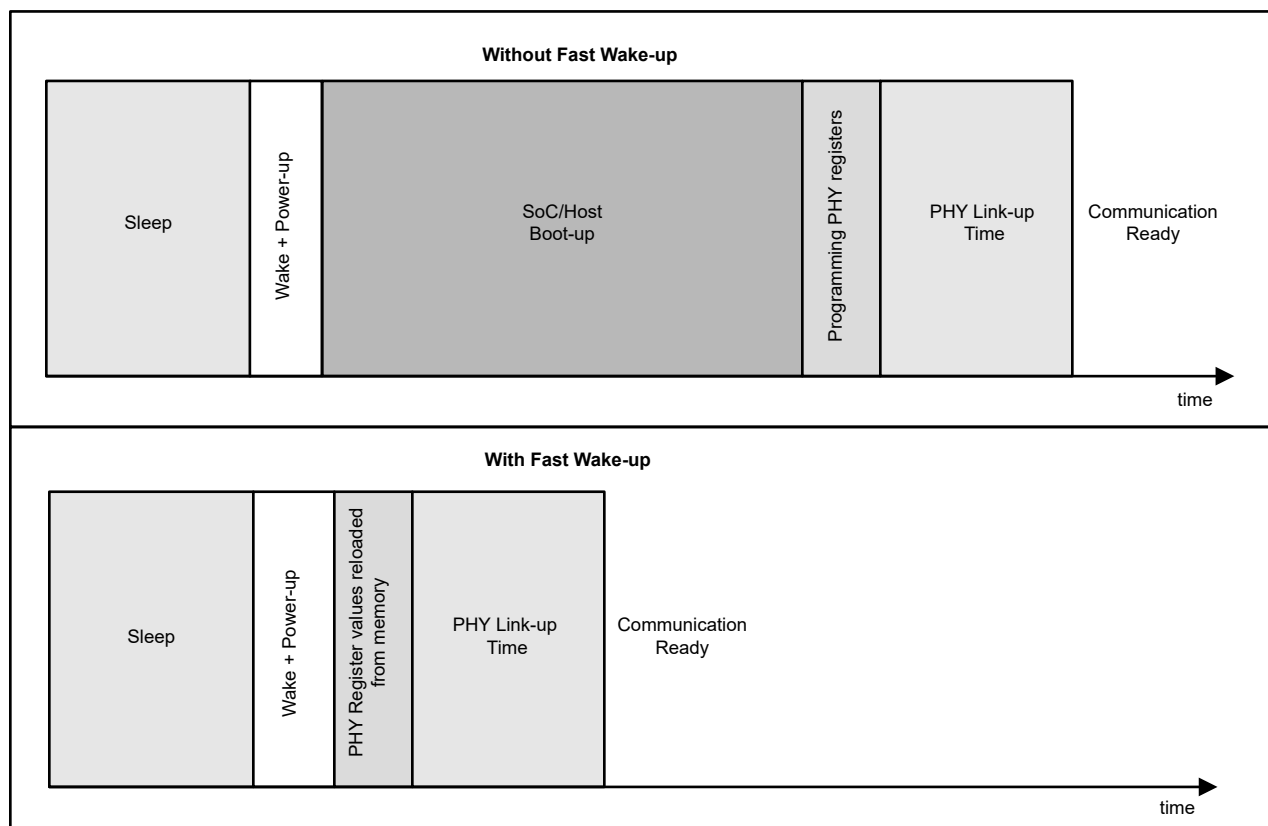 Without Fast Wake-up
Sleep
Wake + Power-up
SoC/Host
Boot-up
Programming PHY registers
PHY Link-up
Time
Communication
Ready
time
With Fast Wake-up
Sleep
Wake + Power-up
PHY Register values reloaded
from memory
PHY Link-up
Time
Communication
Ready
time